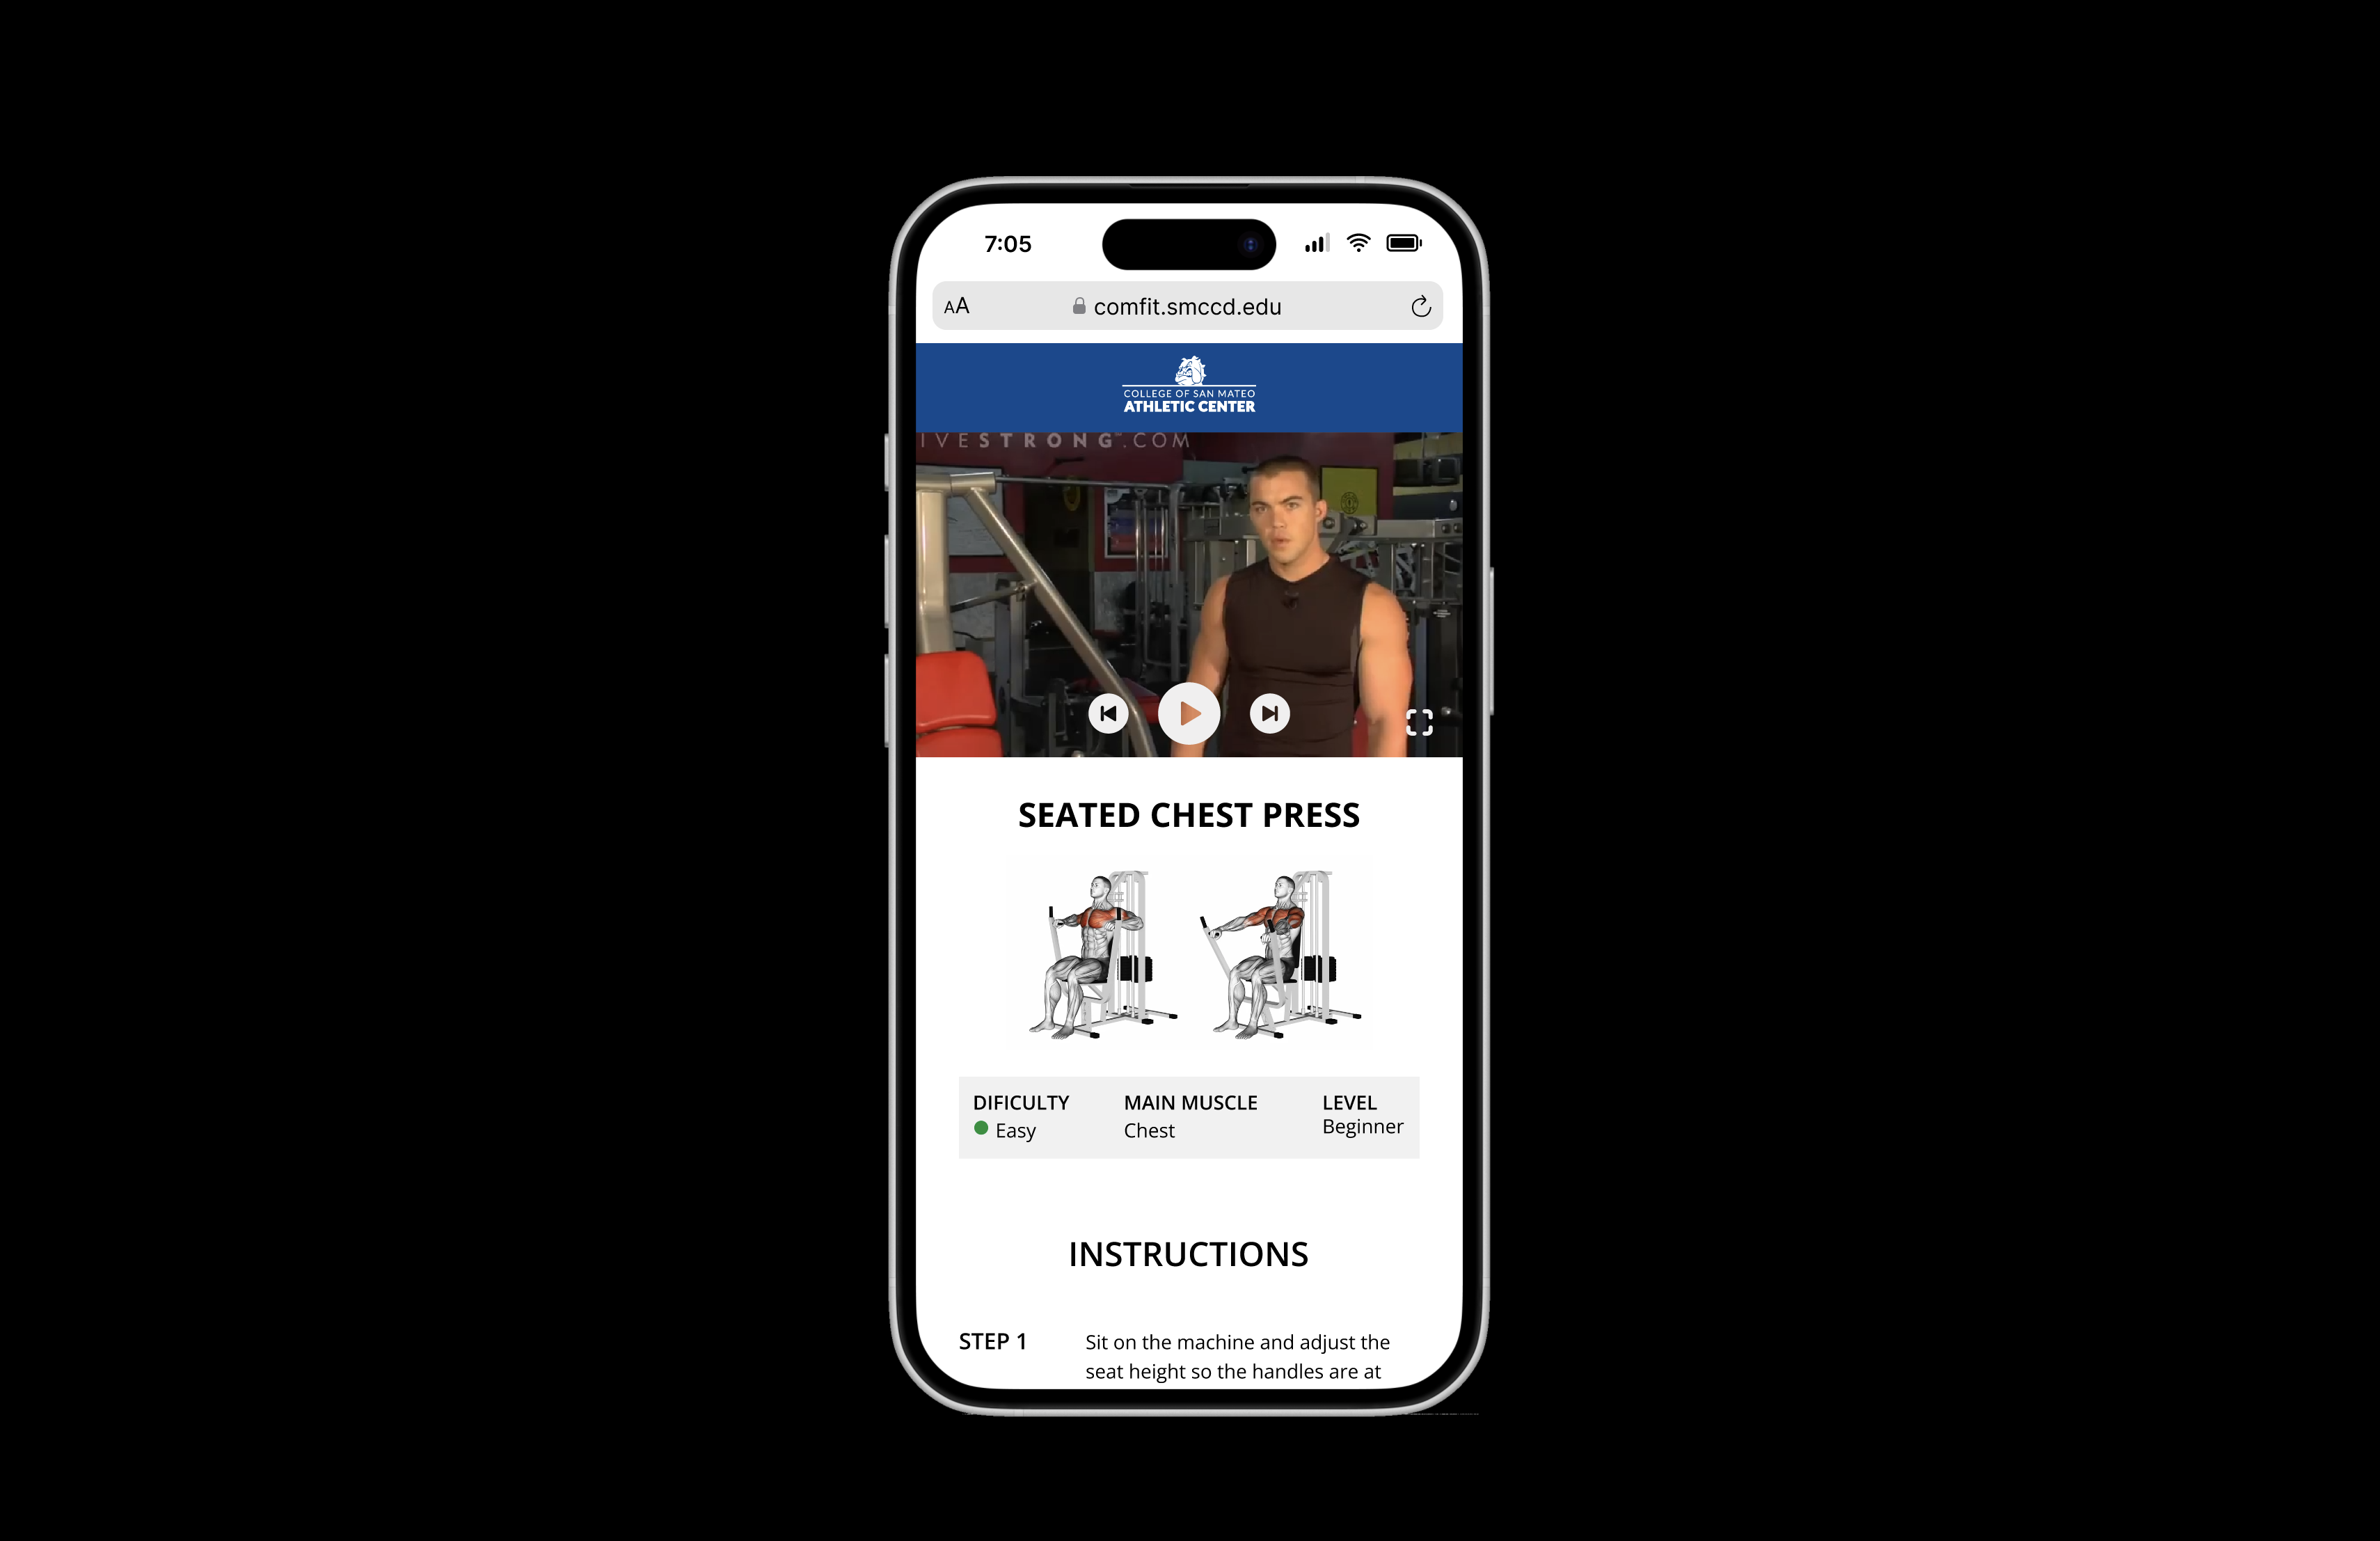 7:05
AA
comfit.smccd.edu
COLLEGE OF SAN MATEO
ATHLETIC CENTER
IVESTRONG.COM
SEATED CHEST PRESS
DIFICULTY MAIN MUSCLE LEVEL
Easy Chest Beginner
INSTRUCTIONS
STEP 1 Sit on the machine and adjust the
seat height so the handles are at